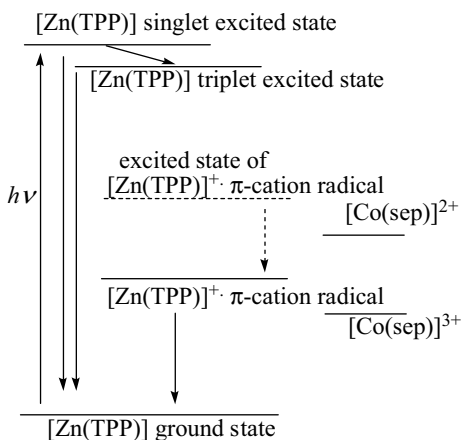 [Zn(TPP)] singlet excited state
[Zn(TPP)] triplet excited state
excited state of
[Zn(TPP)]⁺· π-cation radical
hν
[Co(sep)]²⁺
[Zn(TPP)]⁺· π-cation radical
[Co(sep)]³⁺
[Zn(TPP)] ground state